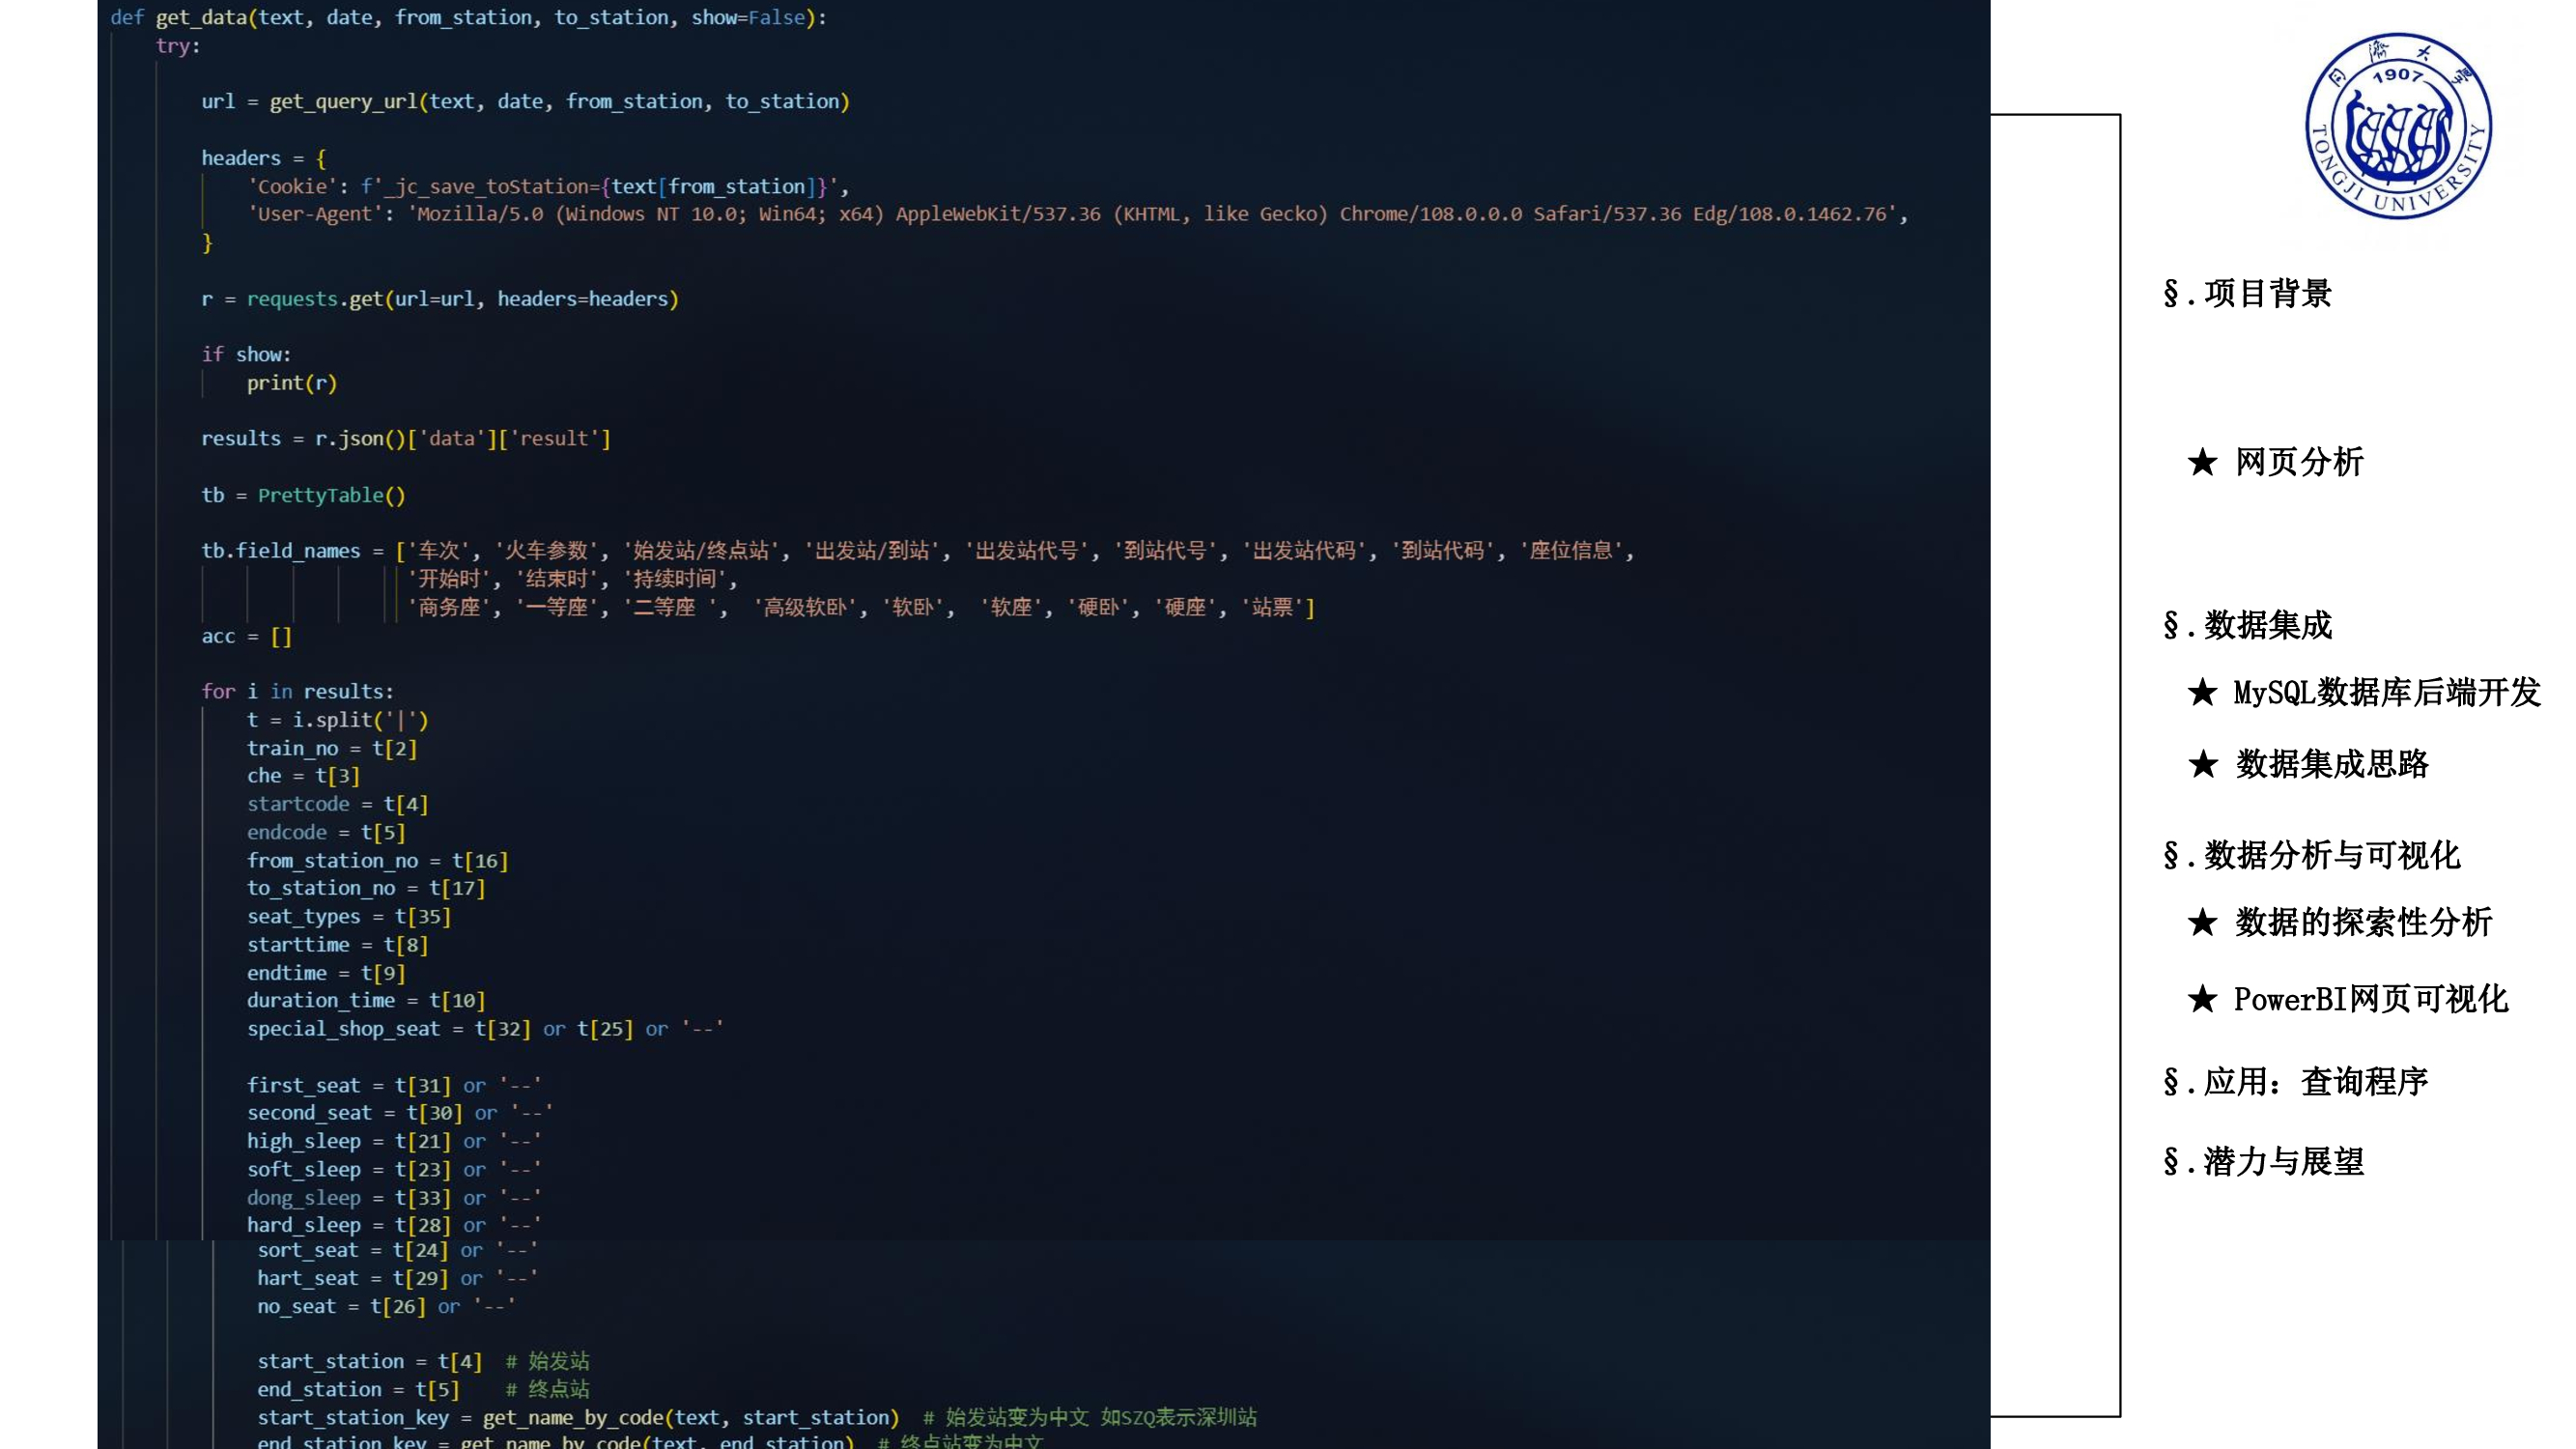 def get_data(text, date, from_station, to_station, show=False):
try:
url = get_query_url(text, date, from_station, to_station)
headers = {
'Cookie': f'_jc_save_toStation={text[from_station]}',
'User-Agent': 'Mozilla/5.0 (Windows NT 10.0; Win64; x64) AppleWebKit/537.36 (KHTML, like Gecko) Chrome/108.0.0.0 Safari/537.36 Edg/108.0.1462.76',
}
r = requests.get(url=url, headers=headers)
if show:
print(r)
results = r.json()['data']['result']
tb = PrettyTable()
tb.field_names = ['车次', '火车参数', '始发站/终点站', '出发站/到站', '出发站代号', '到站代号', '出发站代码', '到站代码', '座位信息',
'开始时', '结束时', '持续时间',
'商务座', '一等座', '二等座 ', '高级软卧', '软卧', '软座', '硬卧', '硬座', '站票']
acc = []
for i in results:
t = i.split('|')
train_no = t[2]
che = t[3]
startcode = t[4]
endcode = t[5]
from_station_no = t[16]
to_station_no = t[17]
seat_types = t[35]
starttime = t[8]
endtime = t[9]
duration_time = t[10]
special_shop_seat = t[32] or t[25] or '--'
first_seat = t[31] or '--'
second_seat = t[30] or '--'
high_sleep = t[21] or '--'
soft_sleep = t[23] or '--'
dong_sleep = t[33] or '--'
hard_sleep = t[28] or '--'
sort_seat = t[24] or '--'
hart_seat = t[29] or '--'
no_seat = t[26] or '--'
start_station = t[4] # 始发站
end_station = t[5] # 终点站
start_station_key = get_name_by_code(text, start_station) # 始发站变为中文 如SZQ表示深圳站
end_station_key = get_name_by_code(text, end_station) # 终点站变为中文
同濟大學
1907
TONGJI UNIVERSITY
§.项目背景
★ 网页分析
§.数据集成
★ MySQL数据库后端开发
★ 数据集成思路
§.数据分析与可视化
★ 数据的探索性分析
★ PowerBI网页可视化
§.应用：查询程序
§.潜力与展望